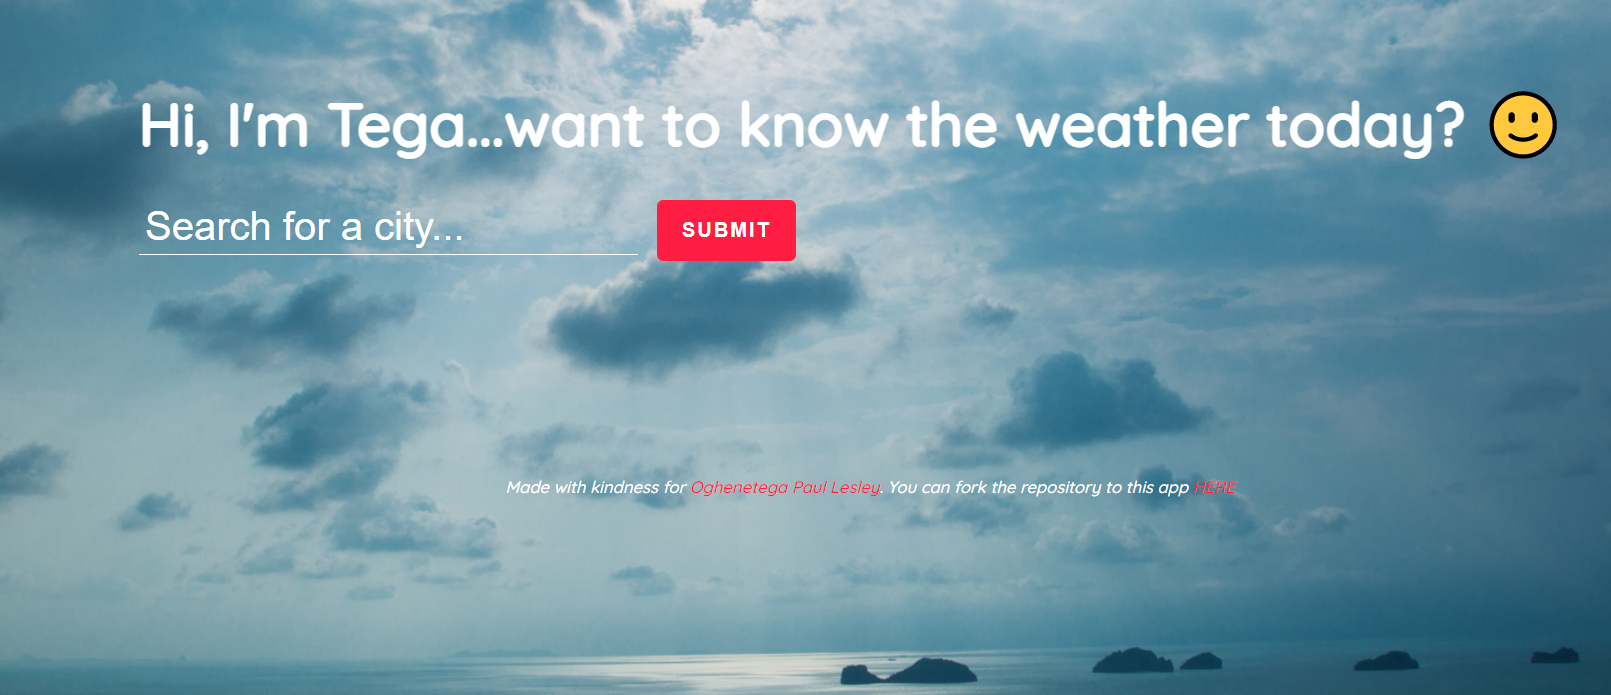 Hi, I'm Tega...want to know the weather today? 🙂
Search for a city...
SUBMIT
Made with kindness for Oghenetega Paul Lesley. You can fork the repository to this app HERE